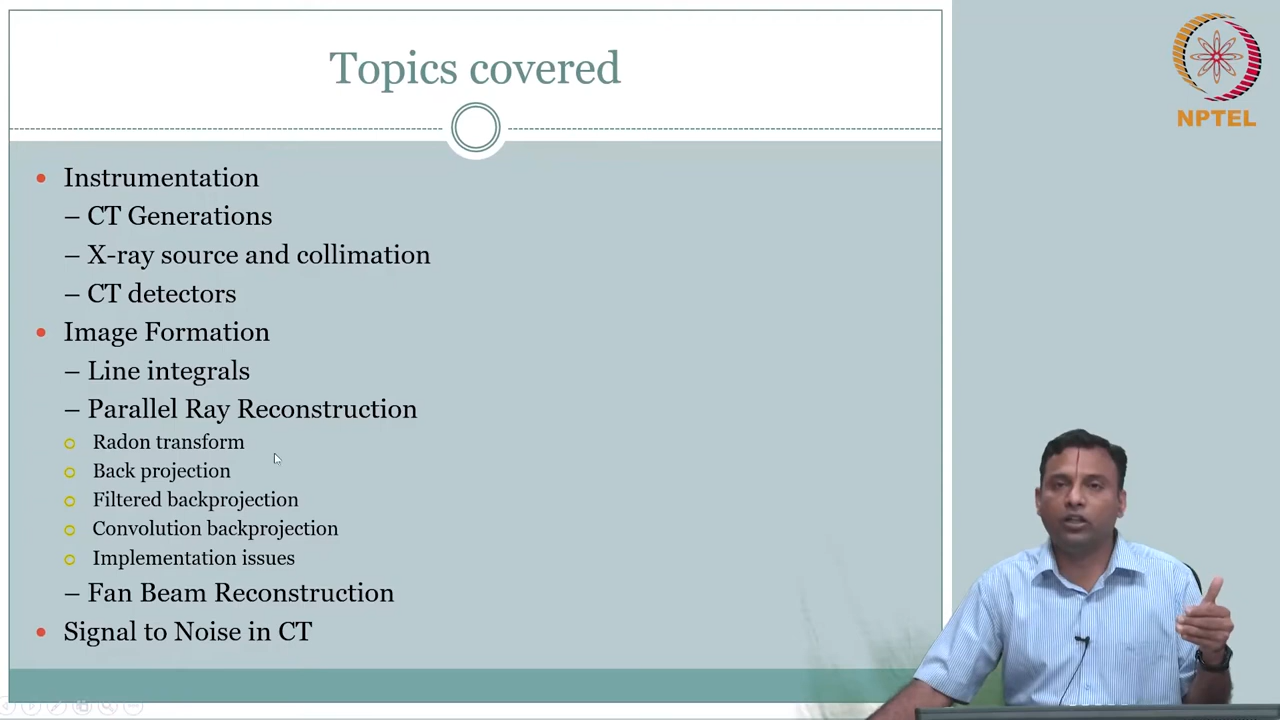 Topics covered
NPTEL
Instrumentation
– CT Generations
– X-ray source and collimation
– CT detectors
Image Formation
– Line integrals
– Parallel Ray Reconstruction
Radon transform
Back projection
Filtered backprojection
Convolution backprojection
Implementation issues
– Fan Beam Reconstruction
Signal to Noise in CT